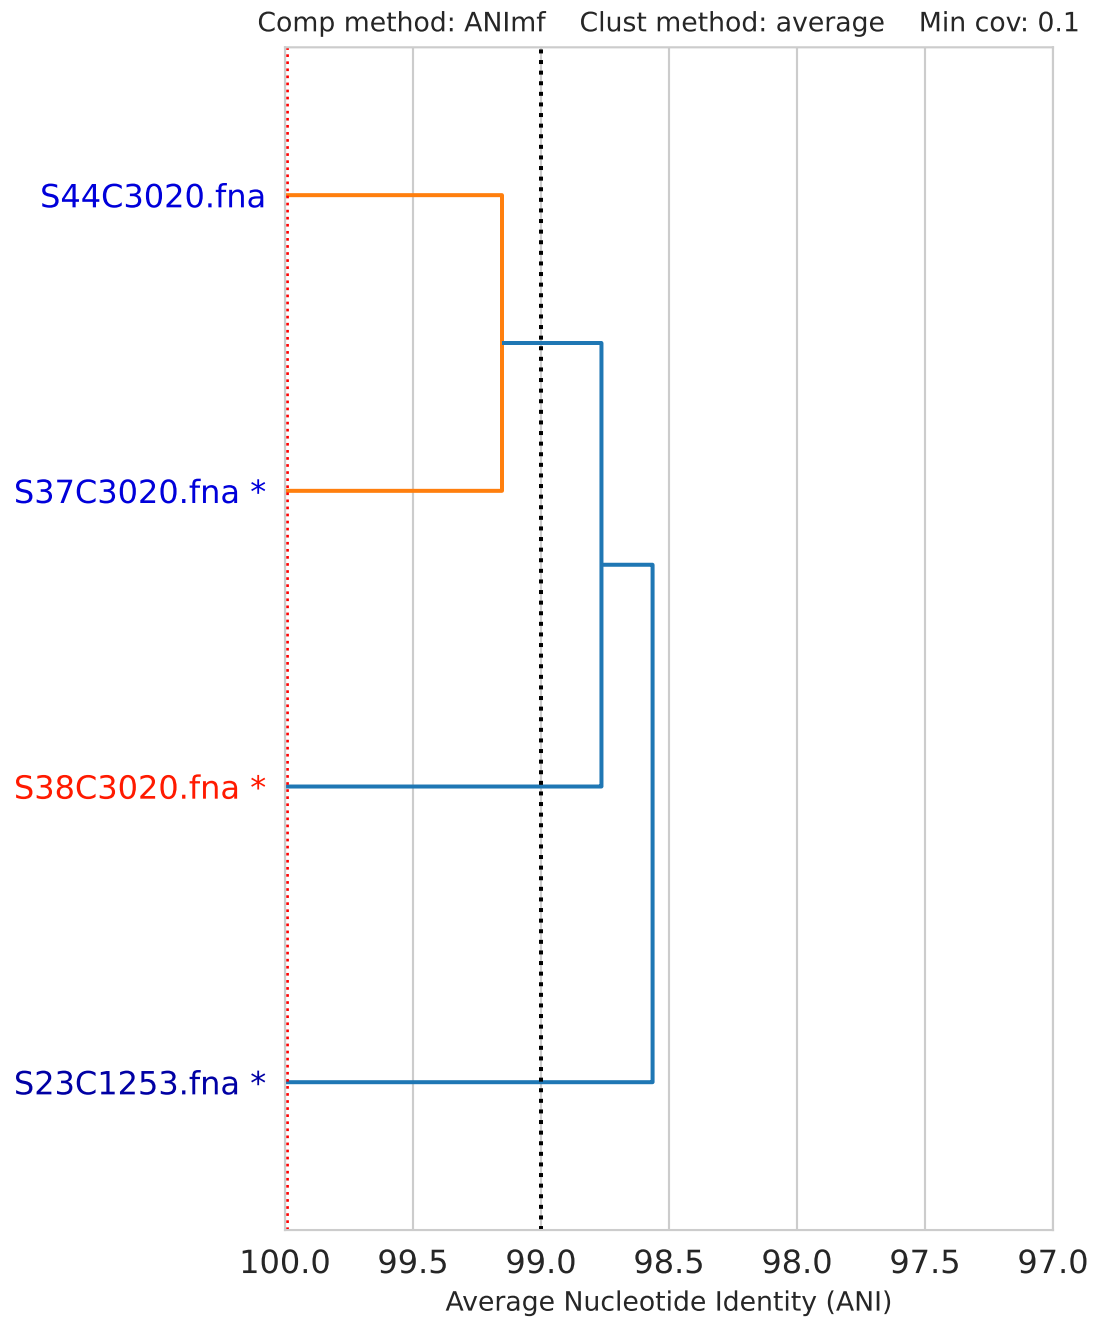 Comp method: ANImf    Clust method: average    Min cov: 0.1
S44C3020.fna
S37C3020.fna *
S38C3020.fna *
S23C1253.fna *
100.0 99.5 99.0 98.5 98.0 97.5 97.0
Average Nucleotide Identity (ANI)